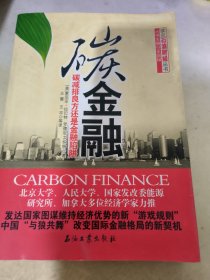 碳
金融
碳减排良方还是金融陷阱
CARBON FINANCE
北京大学、人民大学、国家发改委能源
研究所、加拿大多位经济学家力推
发达国家图谋维持经济优势的新“游戏规则”
中国“与狼共舞”改变国际金融格局的新契机
石油工业出版社